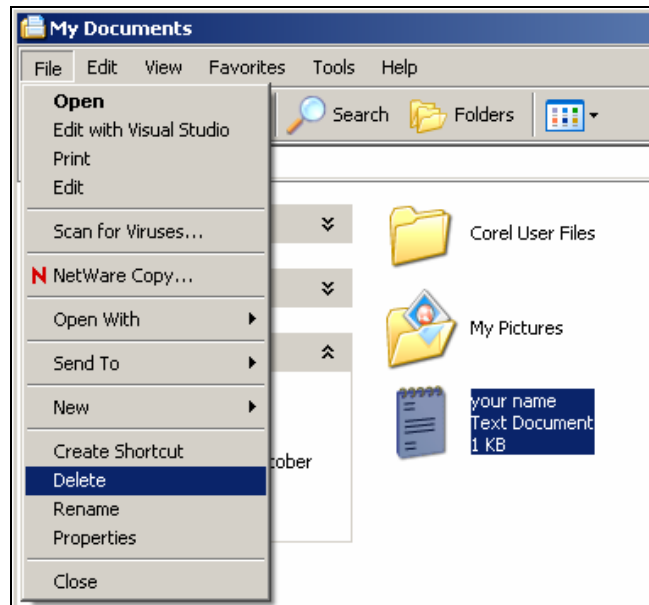 My Documents
File Edit View Favorites Tools Help
Search Folders
Open
Edit with Visual Studio
Print
Edit
Scan for Viruses...
N NetWare Copy...
Open With
Send To
New
Create Shortcut
Delete
Rename
Properties
Close
tober
Corel User Files
My Pictures
your name
Text Document
1 KB